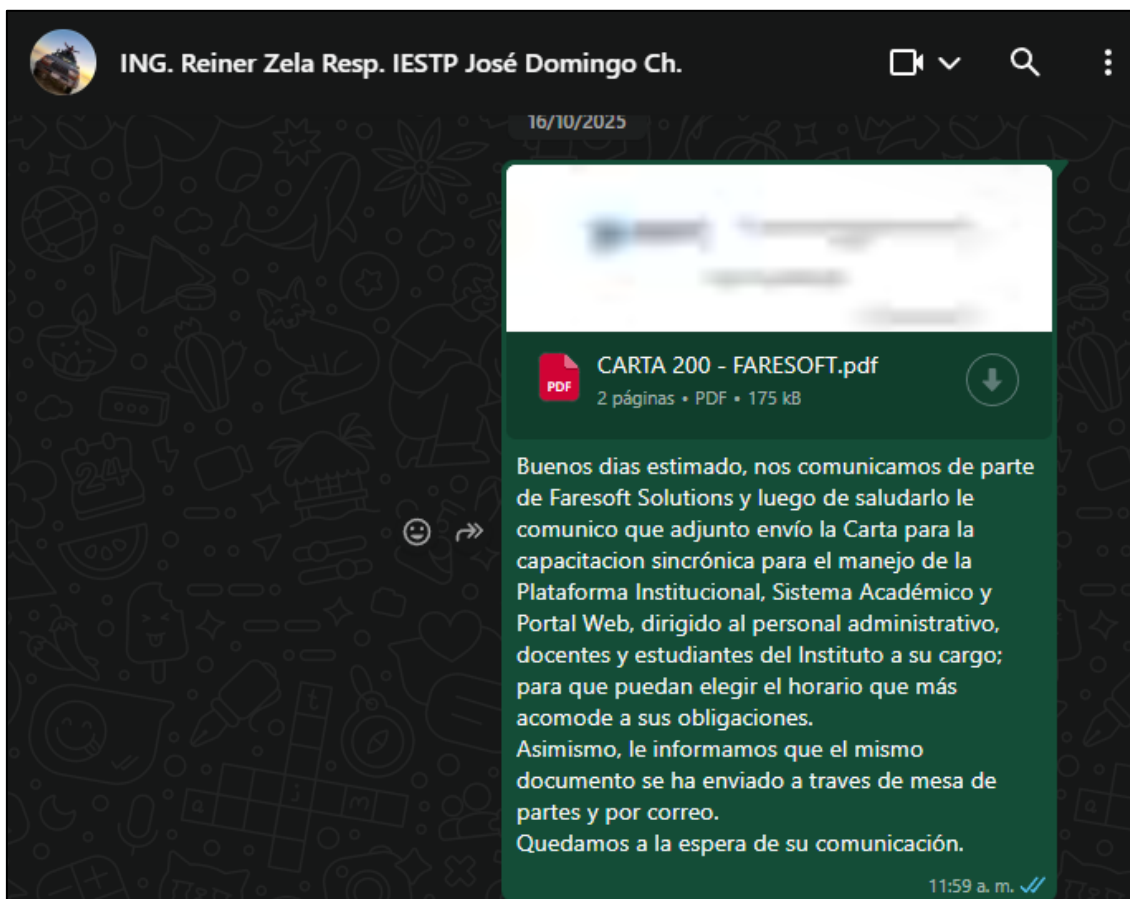 ING. Reiner Zela Resp. IESTP José Domingo Ch.
16/10/2025
PDF
CARTA 200 - FARESOFT.pdf
2 páginas • PDF • 175 kB
Buenos dias estimado, nos comunicamos de parte
de Faresoft Solutions y luego de saludarlo le
comunico que adjunto envío la Carta para la
capacitacion sincrónica para el manejo de la
Plataforma Institucional, Sistema Académico y
Portal Web, dirigido al personal administrativo,
docentes y estudiantes del Instituto a su cargo;
para que puedan elegir el horario que más
acomode a sus obligaciones.
Asimismo, le informamos que el mismo
documento se ha enviado a traves de mesa de
partes y por correo.
Quedamos a la espera de su comunicación.
11:59 a. m.